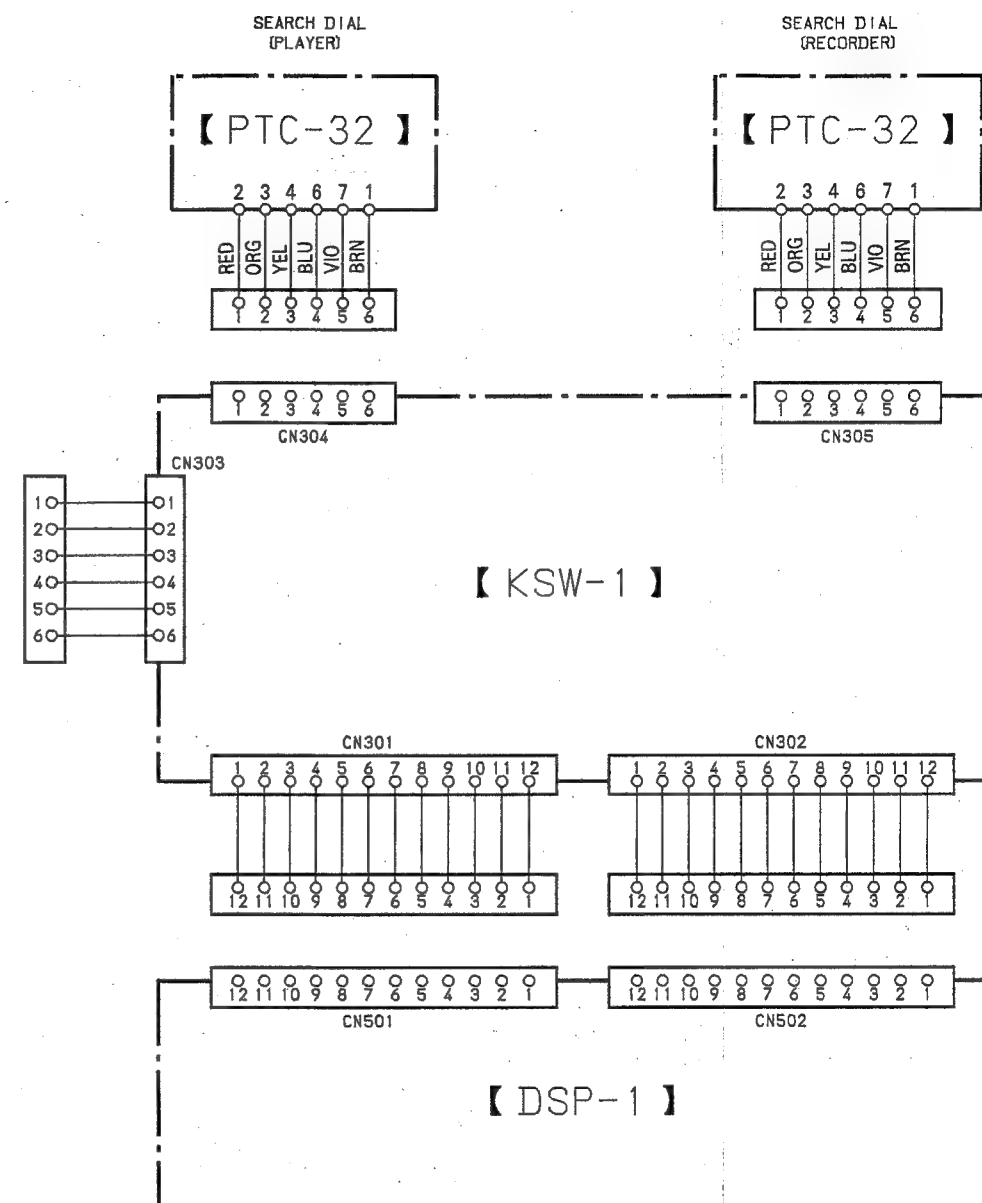 SEARCH DIAL SEARCH DIAL
(PLAYER) (RECORDER)
【 PTC-32 】 【 PTC-32 】
2 3 4 6 7 1 2 3 4 6 7 1
RED ORG YEL BLU VIO BRN RED ORG YEL BLU VIO BRN
1 2 3 4 5 6 1 2 3 4 5 6
1 2 3 4 5 6 1 2 3 4 5 6
CN304 CN305
CN303
1 1
2 2
3 3
4 4
5 5
6 6
【 KSW-1 】
CN301 CN302
1 2 3 4 5 6 7 8 9 10 11 12 1 2 3 4 5 6 7 8 9 10 11 12
12 11 10 9 8 7 6 5 4 3 2 1 12 11 10 9 8 7 6 5 4 3 2 1
12 11 10 9 8 7 6 5 4 3 2 1 12 11 10 9 8 7 6 5 4 3 2 1
CN501 CN502
【 DSP-1 】